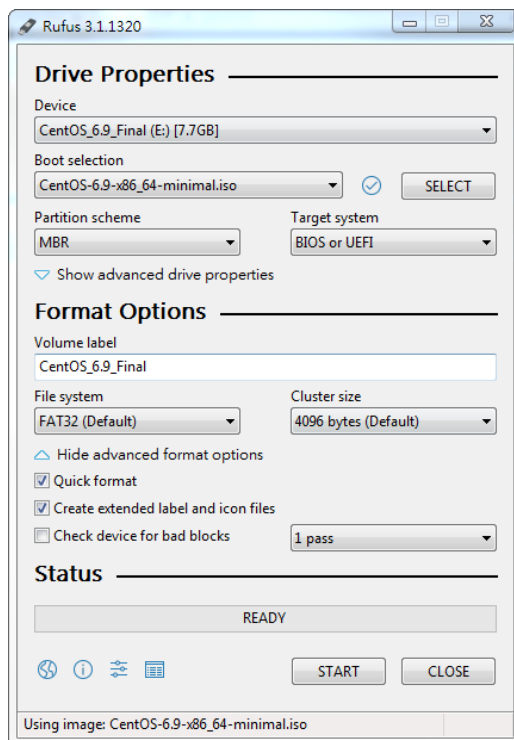 Rufus 3.1.1320
Drive Properties
Device
CentOS_6.9_Final (E:) [7.7GB]
Boot selection
CentOS-6.9-x86_64-minimal.iso SELECT
Partition scheme Target system
MBR BIOS or UEFI
Show advanced drive properties
Format Options
Volume label
CentOS_6.9_Final
File system Cluster size
FAT32 (Default) 4096 bytes (Default)
Hide advanced format options
Quick format
Create extended label and icon files
Check device for bad blocks 1 pass
Status
READY
START CLOSE
Using image: CentOS-6.9-x86_64-minimal.iso